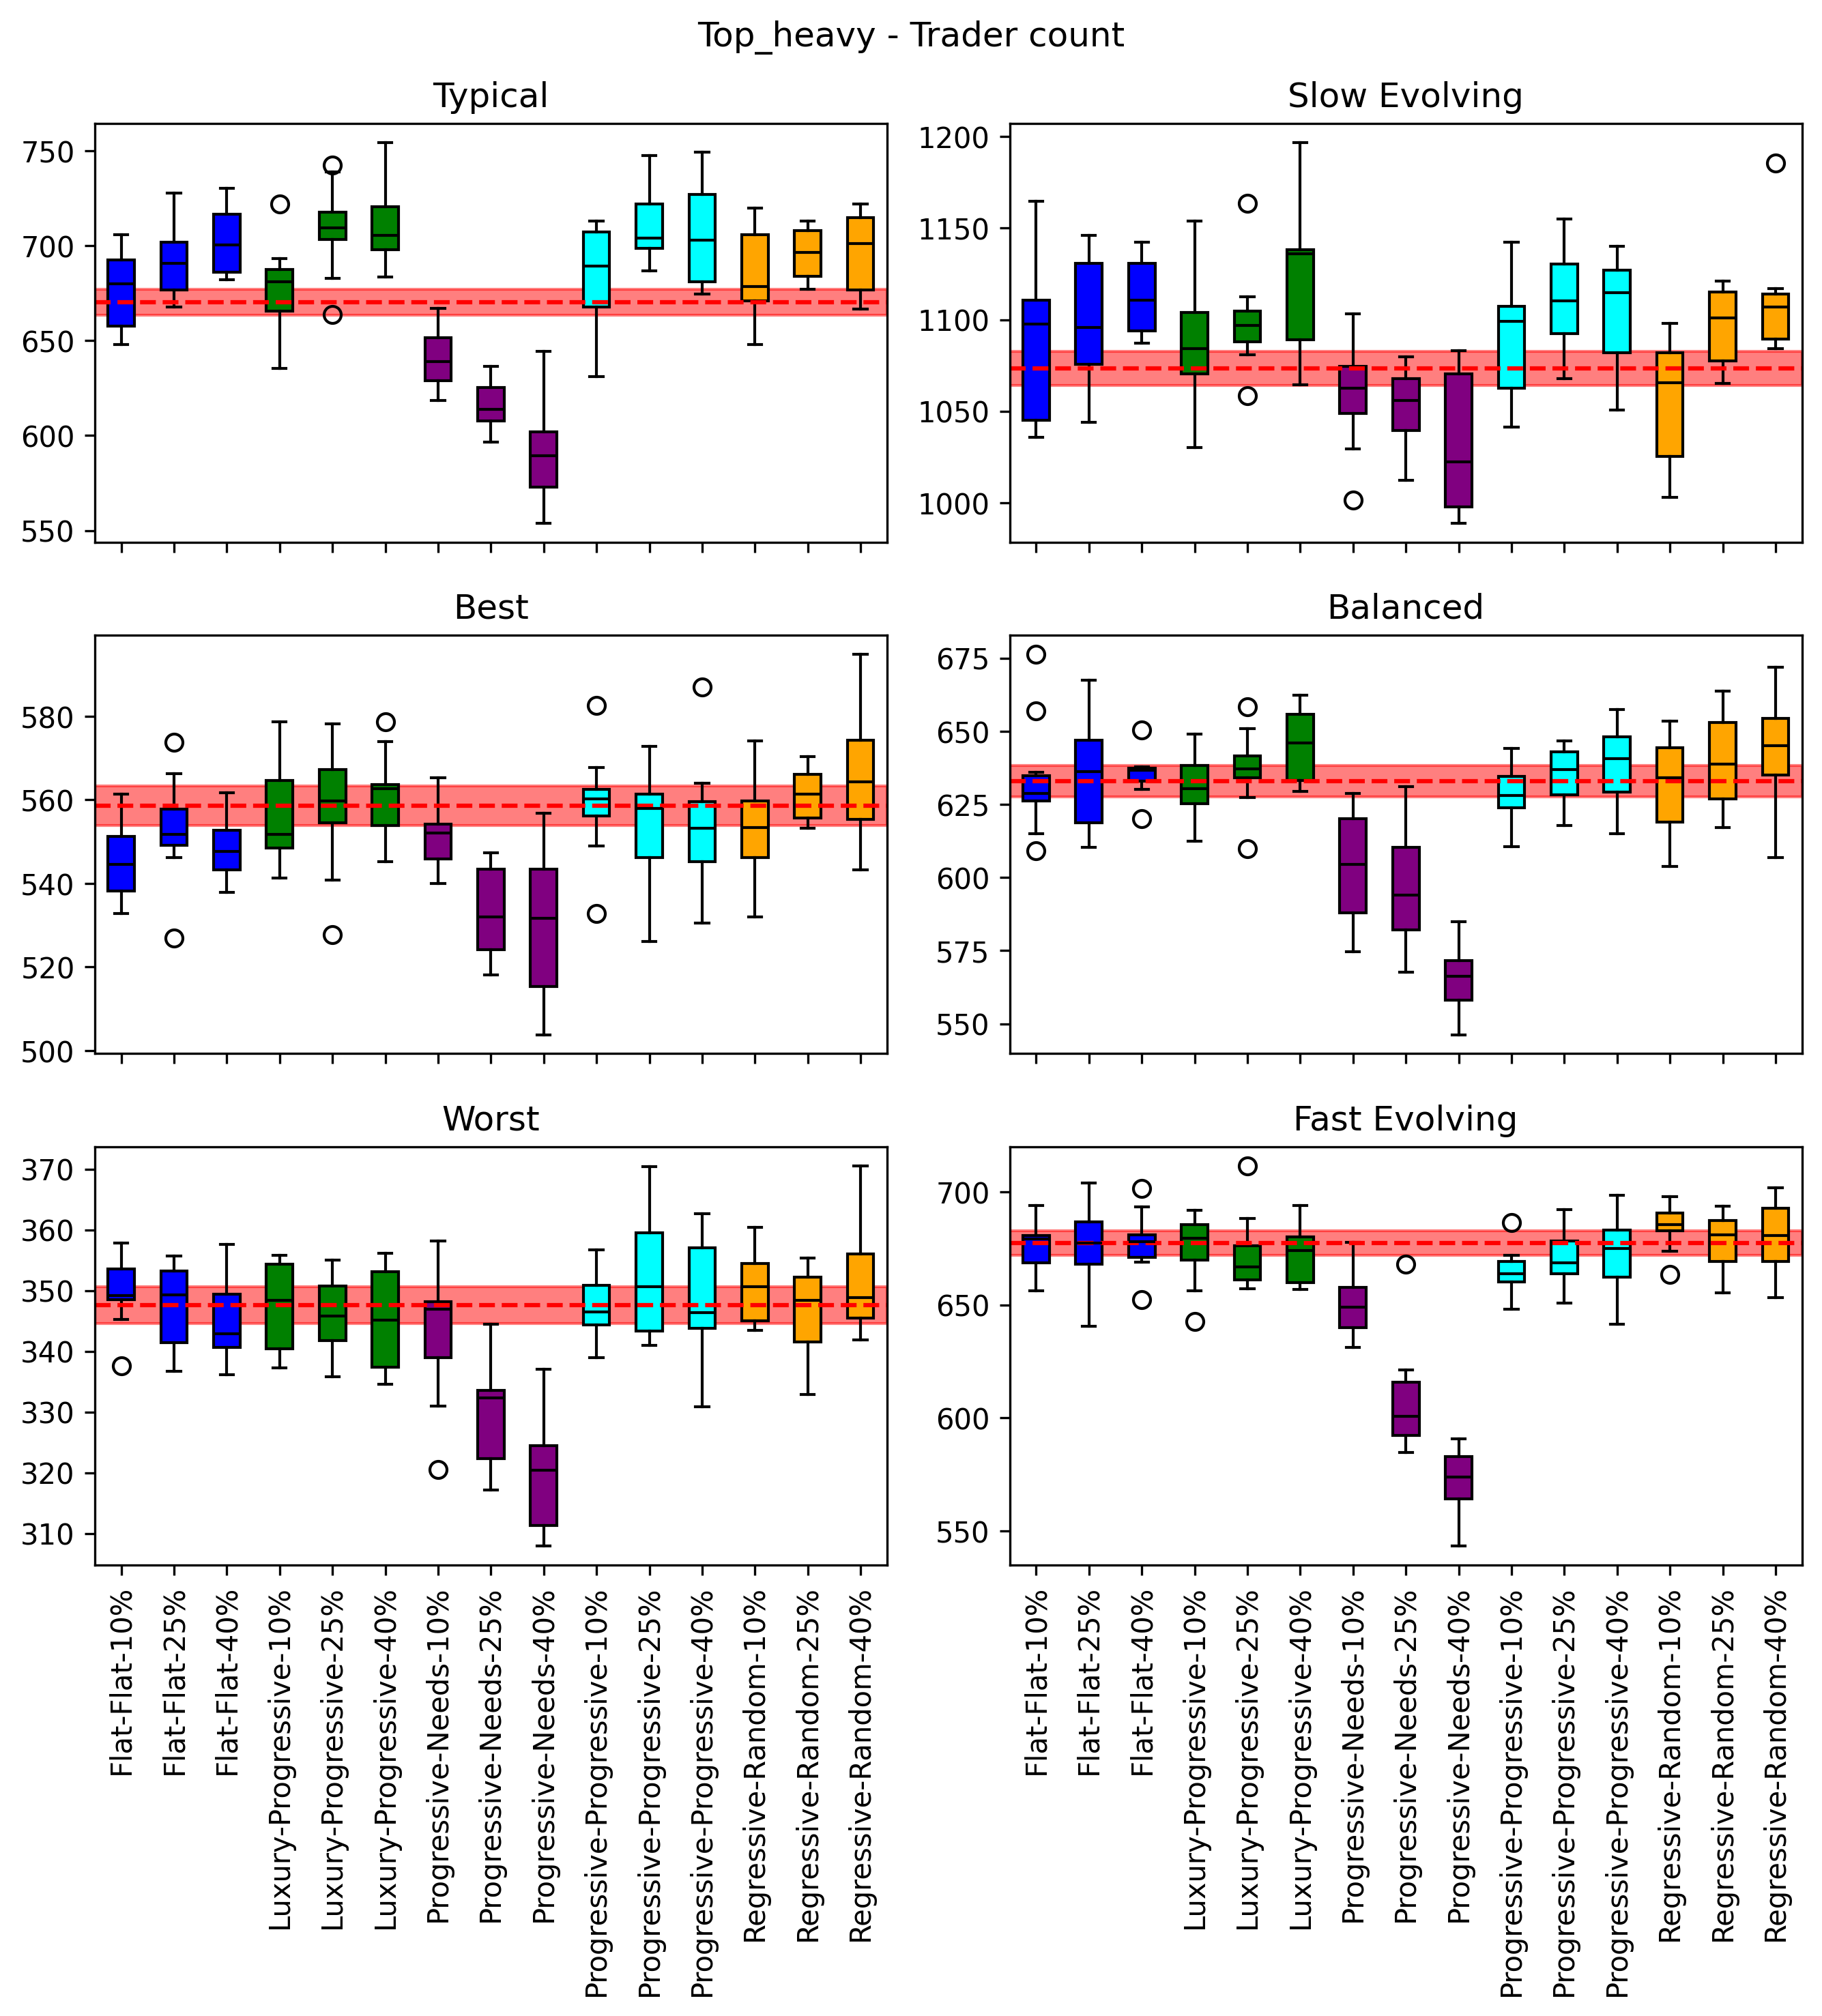 Top_heavy - Trader count
Typical
750
700
650
600
550
Slow Evolving
1200
1150
1100
1050
1000
Best
580
560
540
520
500
Balanced
675
650
625
600
575
550
Worst
370
360
350
340
330
320
310
Fast Evolving
700
650
600
550
Flat-Flat-10%
Flat-Flat-25%
Flat-Flat-40%
Luxury-Progressive-10%
Luxury-Progressive-25%
Luxury-Progressive-40%
Progressive-Needs-10%
Progressive-Needs-25%
Progressive-Needs-40%
Progressive-Progressive-10%
Progressive-Progressive-25%
Progressive-Progressive-40%
Regressive-Random-10%
Regressive-Random-25%
Regressive-Random-40%
Flat-Flat-10%
Flat-Flat-25%
Flat-Flat-40%
Luxury-Progressive-10%
Luxury-Progressive-25%
Luxury-Progressive-40%
Progressive-Needs-10%
Progressive-Needs-25%
Progressive-Needs-40%
Progressive-Progressive-10%
Progressive-Progressive-25%
Progressive-Progressive-40%
Regressive-Random-10%
Regressive-Random-25%
Regressive-Random-40%